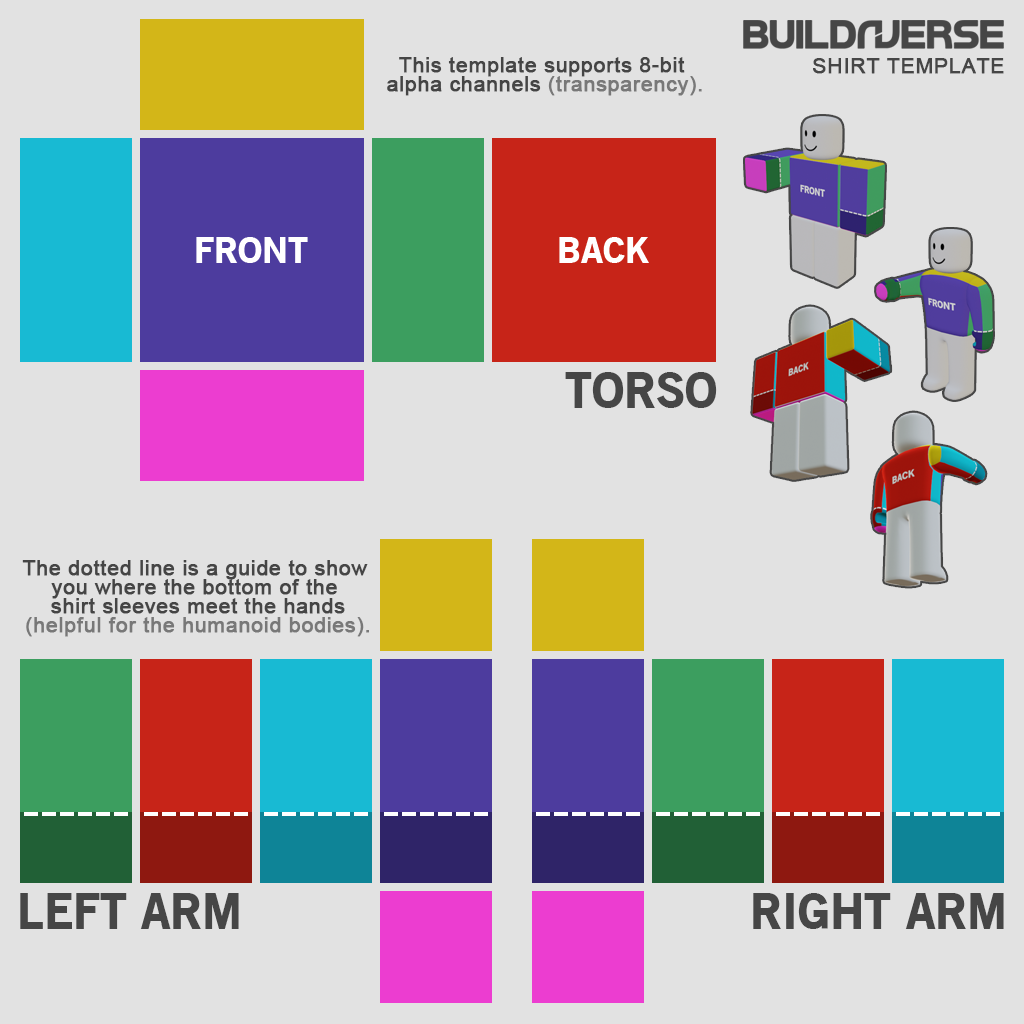 BUILDNVERSE
SHIRT TEMPLATE
This template supports 8-bit
alpha channels (transparency).
FRONT
BACK
FRONT
FRONT
BACK
BACK
TORSO
The dotted line is a guide to show
you where the bottom of the
shirt sleeves meet the hands
(helpful for the humanoid bodies).
LEFT ARM
RIGHT ARM